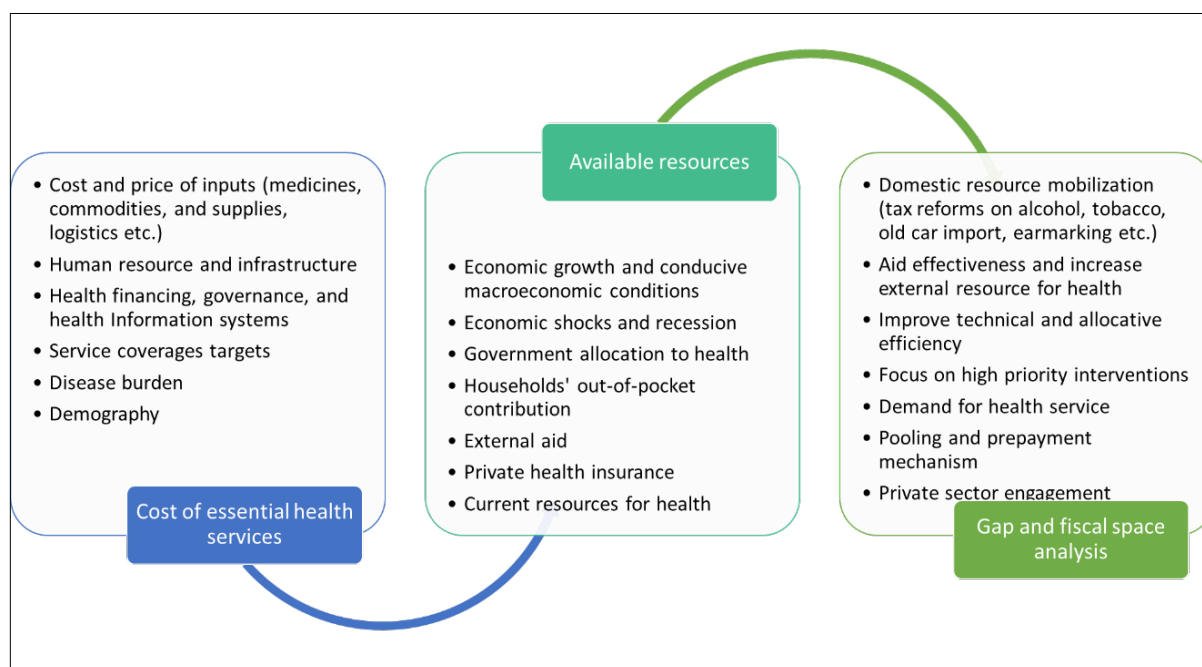 • Cost and price of inputs (medicines,
commodities, and supplies,
logistics etc.)
• Human resource and infrastructure
• Health financing, governance, and
health Information systems
• Service coverages targets
• Disease burden
• Demography
Cost of essential health
services
Available resources
• Economic growth and conducive
macroeconomic conditions
• Economic shocks and recession
• Government allocation to health
• Households' out-of-pocket
contribution
• External aid
• Private health insurance
• Current resources for health
• Domestic resource mobilization
(tax reforms on alcohol, tobacco,
old car import, earmarking etc.)
• Aid effectiveness and increase
external resource for health
• Improve technical and allocative
efficiency
• Focus on high priority interventions
• Demand for health service
• Pooling and prepayment
mechanism
• Private sector engagement
Gap and fiscal space
analysis